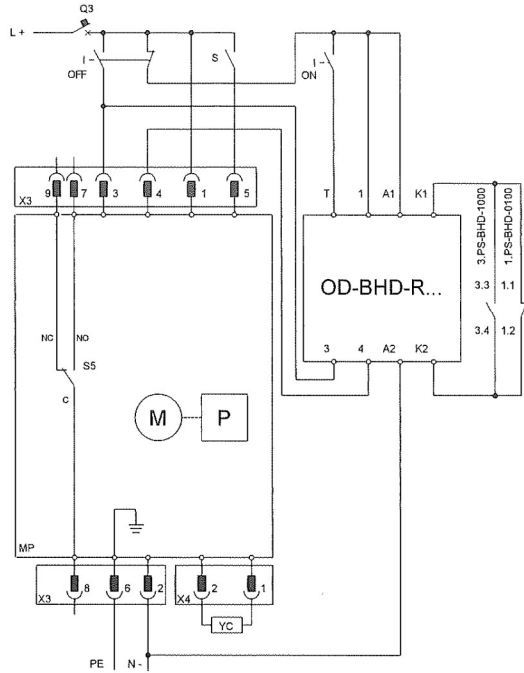 Q3
L +
I
OFF
S
I
ON
9 7 3 4 1 5
X3
T 1 A1 K1
3.PS-BHD-1000
1.PS-BHD-0100
OD-BHD-R...
3.3 1.1
3.4 1.2
3 4 A2 K2
NC NO
S5
C
M P
MP
8 6 2 2 1
X3 X4
YC
PE N -